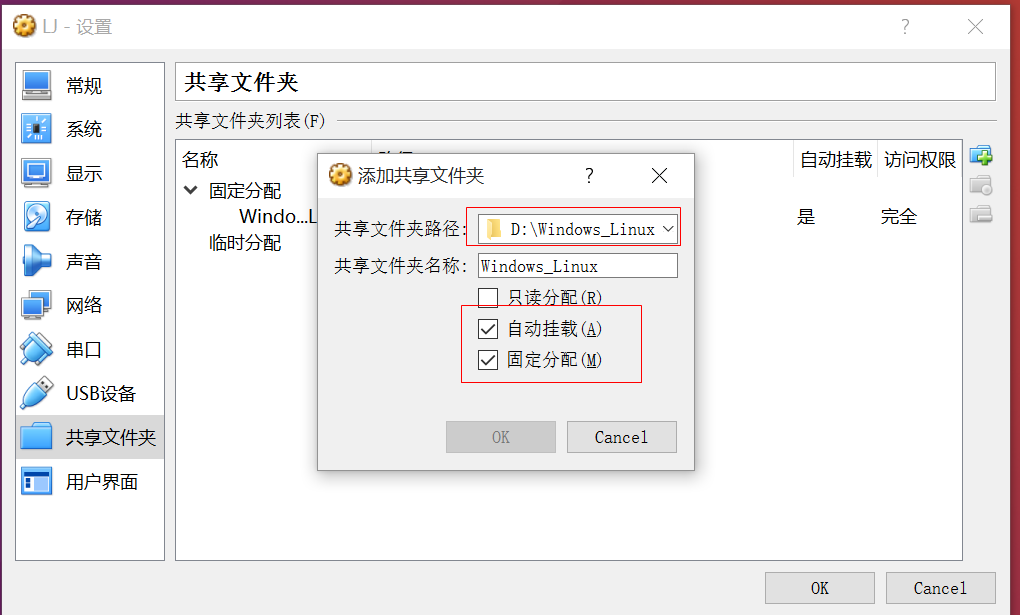 LJ - 设置
?
常规
系统
显示
存储
声音
网络
串口
USB设备
共享文件夹
用户界面
共享文件夹
共享文件夹列表(F)
名称
自动挂载
访问权限
固定分配
Windo...L
是
完全
临时分配
添加共享文件夹
?
共享文件夹路径:
D:\Windows_Linux
共享文件夹名称:
Windows_Linux
只读分配(R)
自动挂载(A)
固定分配(M)
OK
Cancel
OK
Cancel